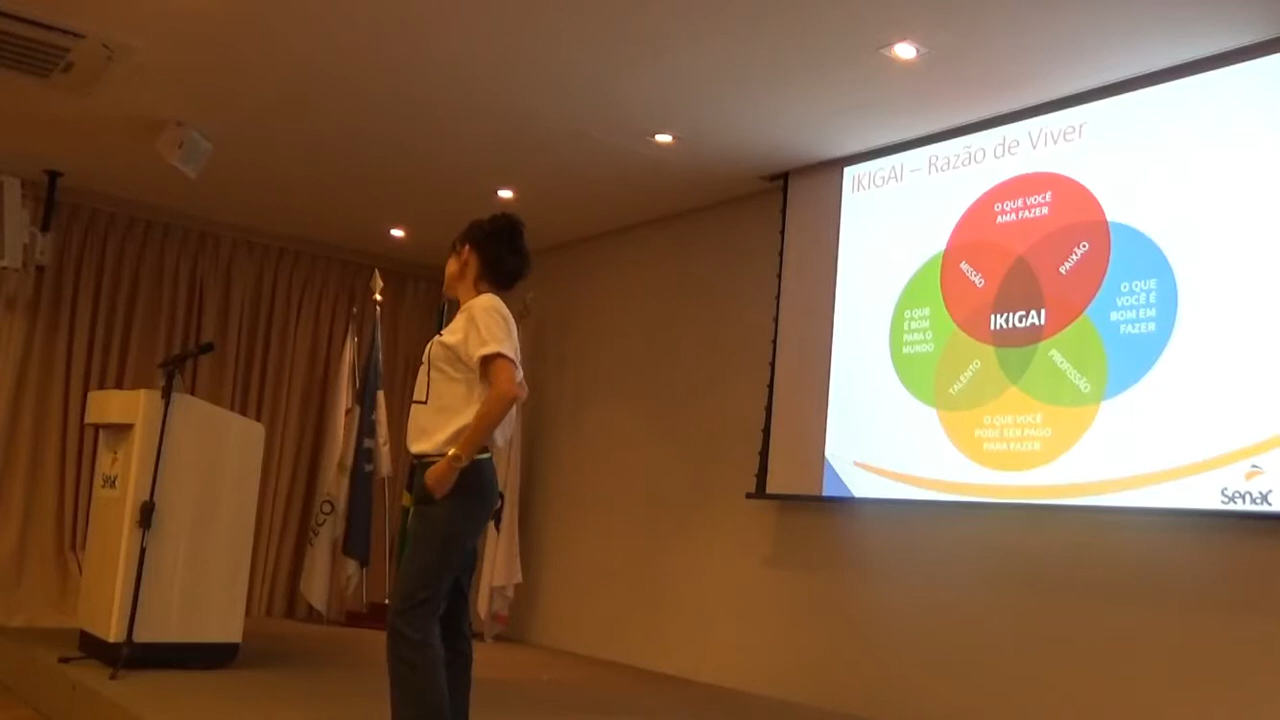 IKIGAI – Razão de Viver
O QUE VOCÊ
AMA FAZER
MISSÃO
PAIXÃO
O QUE
É BOM
PARA O
MUNDO
IKIGAI
O QUE
VOCÊ É
BOM EM
FAZER
TALENTO
PROFISSÃO
O QUE VOCÊ
PODE SER PAGO
PARA FAZER
Senac
Senac
FECO